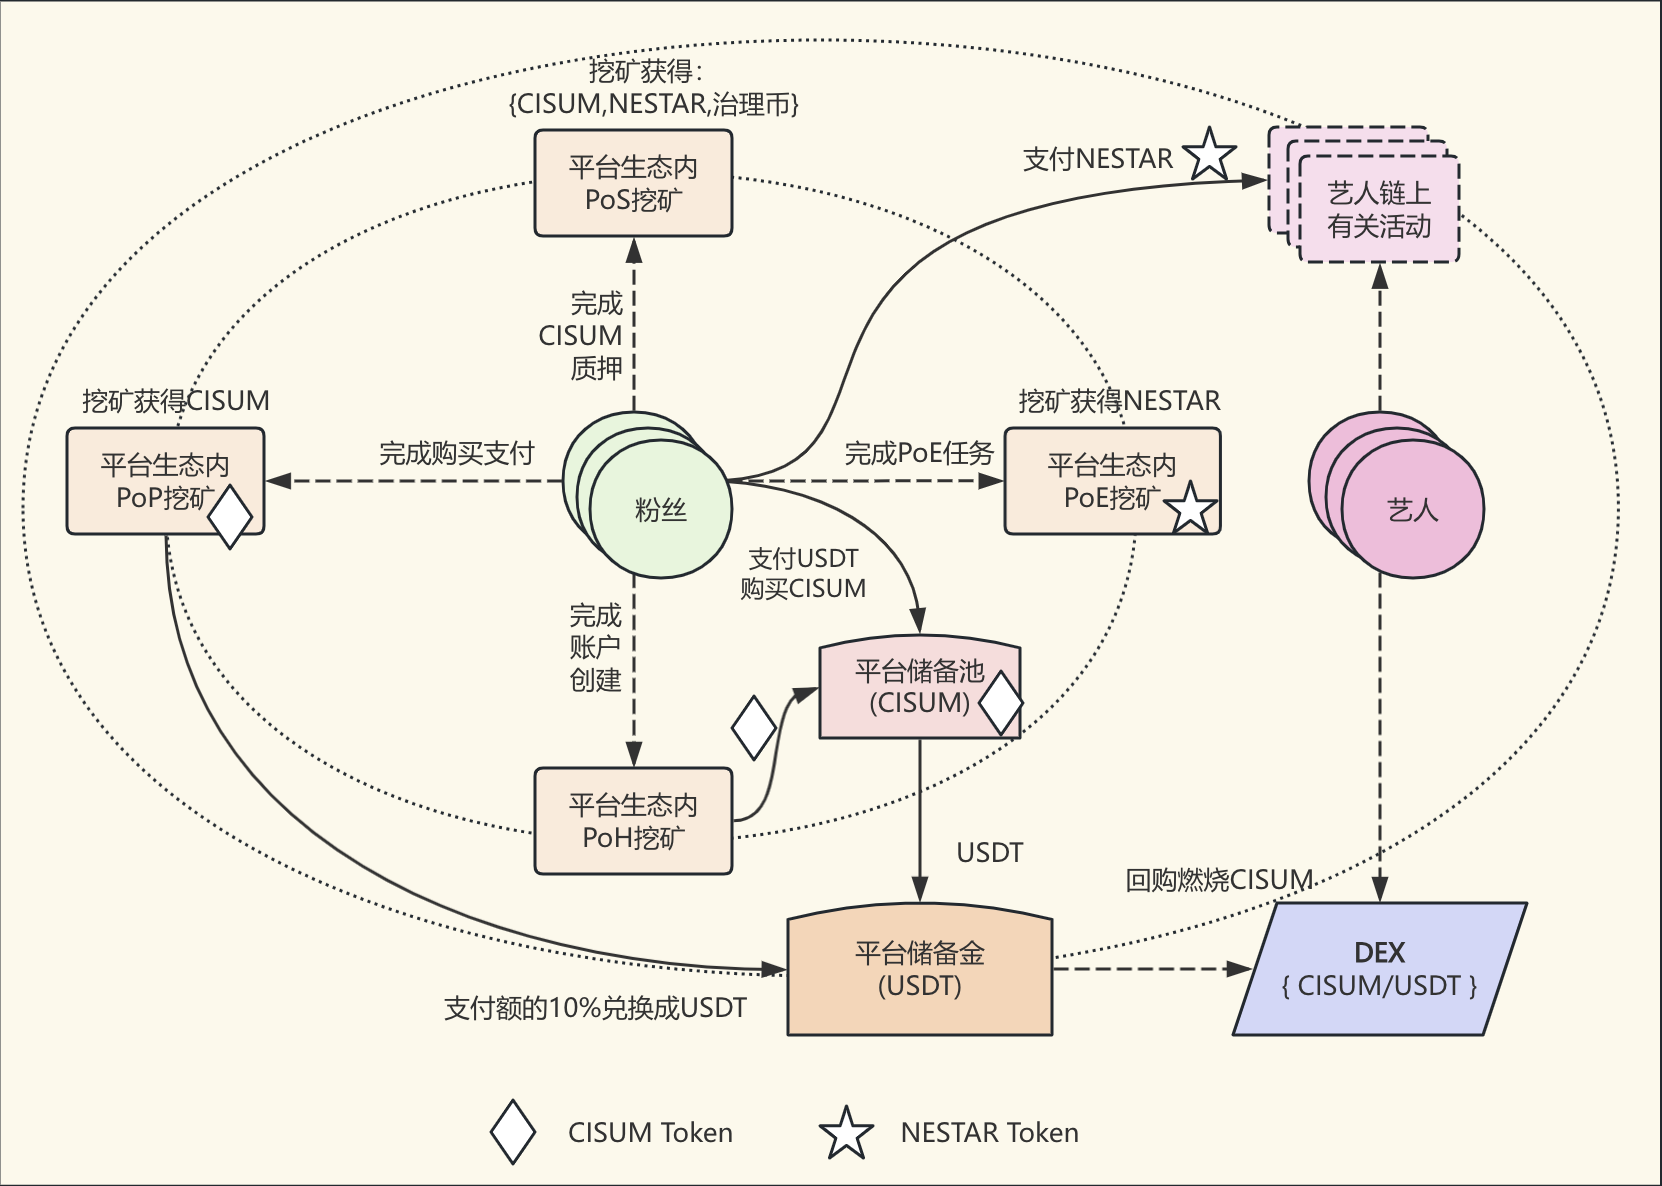 挖矿获得：
{CISUM,NESTAR,治理币}
平台生态内
PoS挖矿
支付NESTAR
艺人链上
有关活动
完成
CISUM
质押
挖矿获得CISUM
平台生态内
PoP挖矿
完成购买支付
粉丝
完成PoE任务
挖矿获得NESTAR
平台生态内
PoE挖矿
艺人
支付USDT
购买CISUM
完成
账户
创建
平台储备池
(CISUM)
平台生态内
PoH挖矿
USDT
回购燃烧CISUM
平台储备金
(USDT)
DEX
{ CISUM/USDT }
支付额的10%兑换成USDT
CISUM Token
NESTAR Token